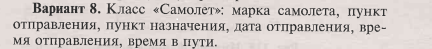 Вариант 8. Класс «Самолет»: марка самолета, пункт
отправления, пункт назначения, дата отправления, вре-
мя отправления, время в пути.